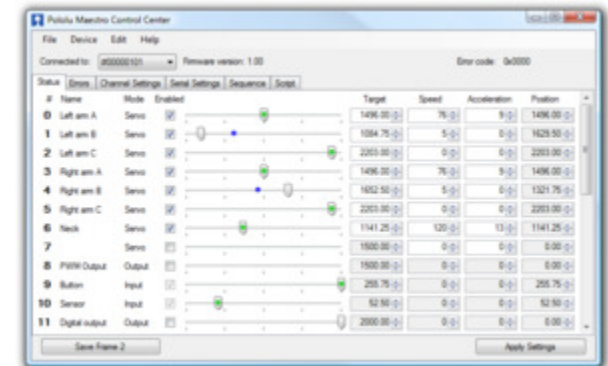 Pololu Maestro Control Center
File Device Edit Help
Connected to: #00000101 Firmware version: 1.00 Error code: 0x0000
Status Errors Channel Settings Serial Settings Sequence Script
# Name Mode Enabled Target Speed Acceleration Position
0 Left arm A Servo 1496.00 76 9 1496.00
1 Left arm B Servo 1084.75 5 0 1629.50
2 Left arm C Servo 2203.00 0 0 2203.00
3 Right arm A Servo 1496.00 76 9 1496.00
4 Right arm B Servo 1652.50 5 0 1321.75
5 Right arm C Servo 2203.00 0 0 2203.00
6 Neck Servo 1141.25 120 13 1141.25
7 Servo 1500.00 0 0 0.00
8 PWM Output Output 1500.00 0 0 0.00
9 Button Input 255.75 0 0 255.75
10 Sensor Input 52.50 0 0 52.50
11 Digital output Output 2000.00 0 0 0.00
Save Frame 2 Apply Settings